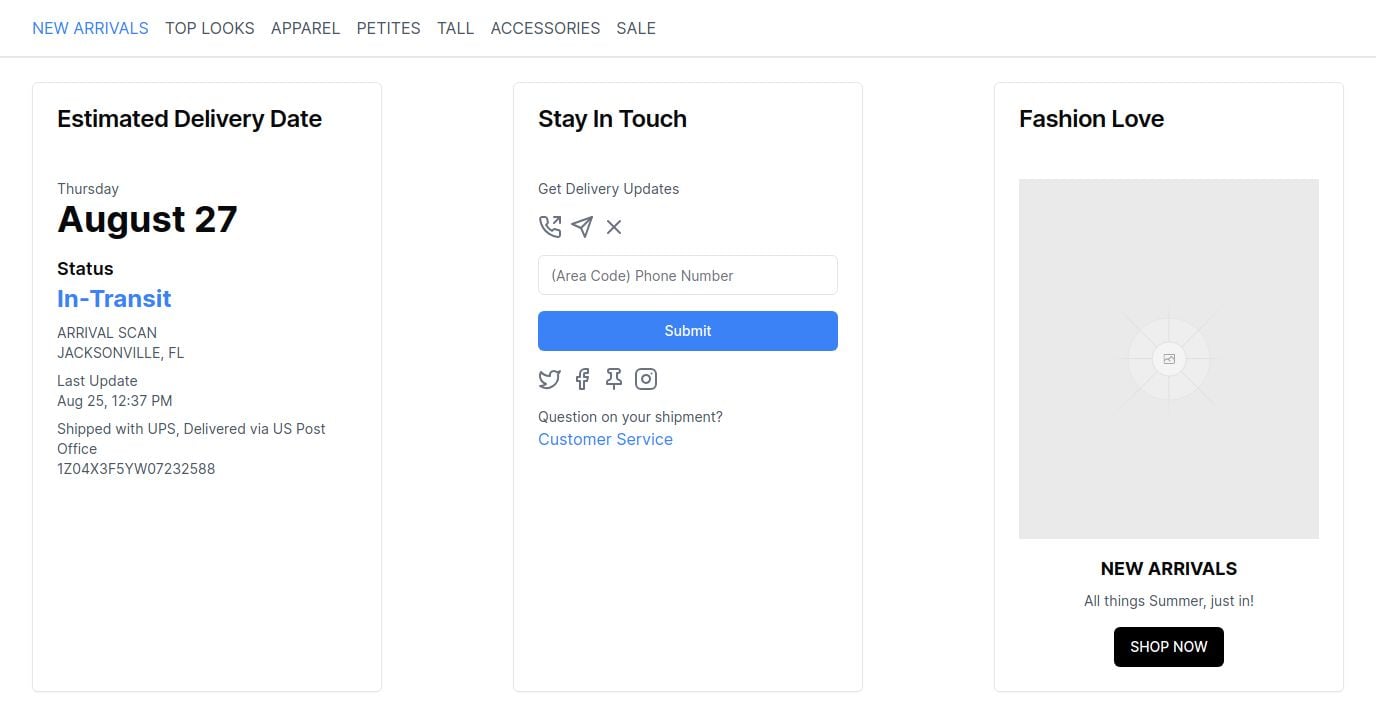 NEW ARRIVALS TOP LOOKS APPAREL PETITES TALL ACCESSORIES SALE
Estimated Delivery Date
Thursday
August 27
Status
In-Transit
ARRIVAL SCAN
JACKSONVILLE, FL
Last Update
Aug 25, 12:37 PM
Shipped with UPS, Delivered via US Post
Office
1Z04X3F5YW07232588
Stay In Touch
Get Delivery Updates
(Area Code) Phone Number
Submit
Question on your shipment?
Customer Service
Fashion Love
NEW ARRIVALS
All things Summer, just in!
SHOP NOW